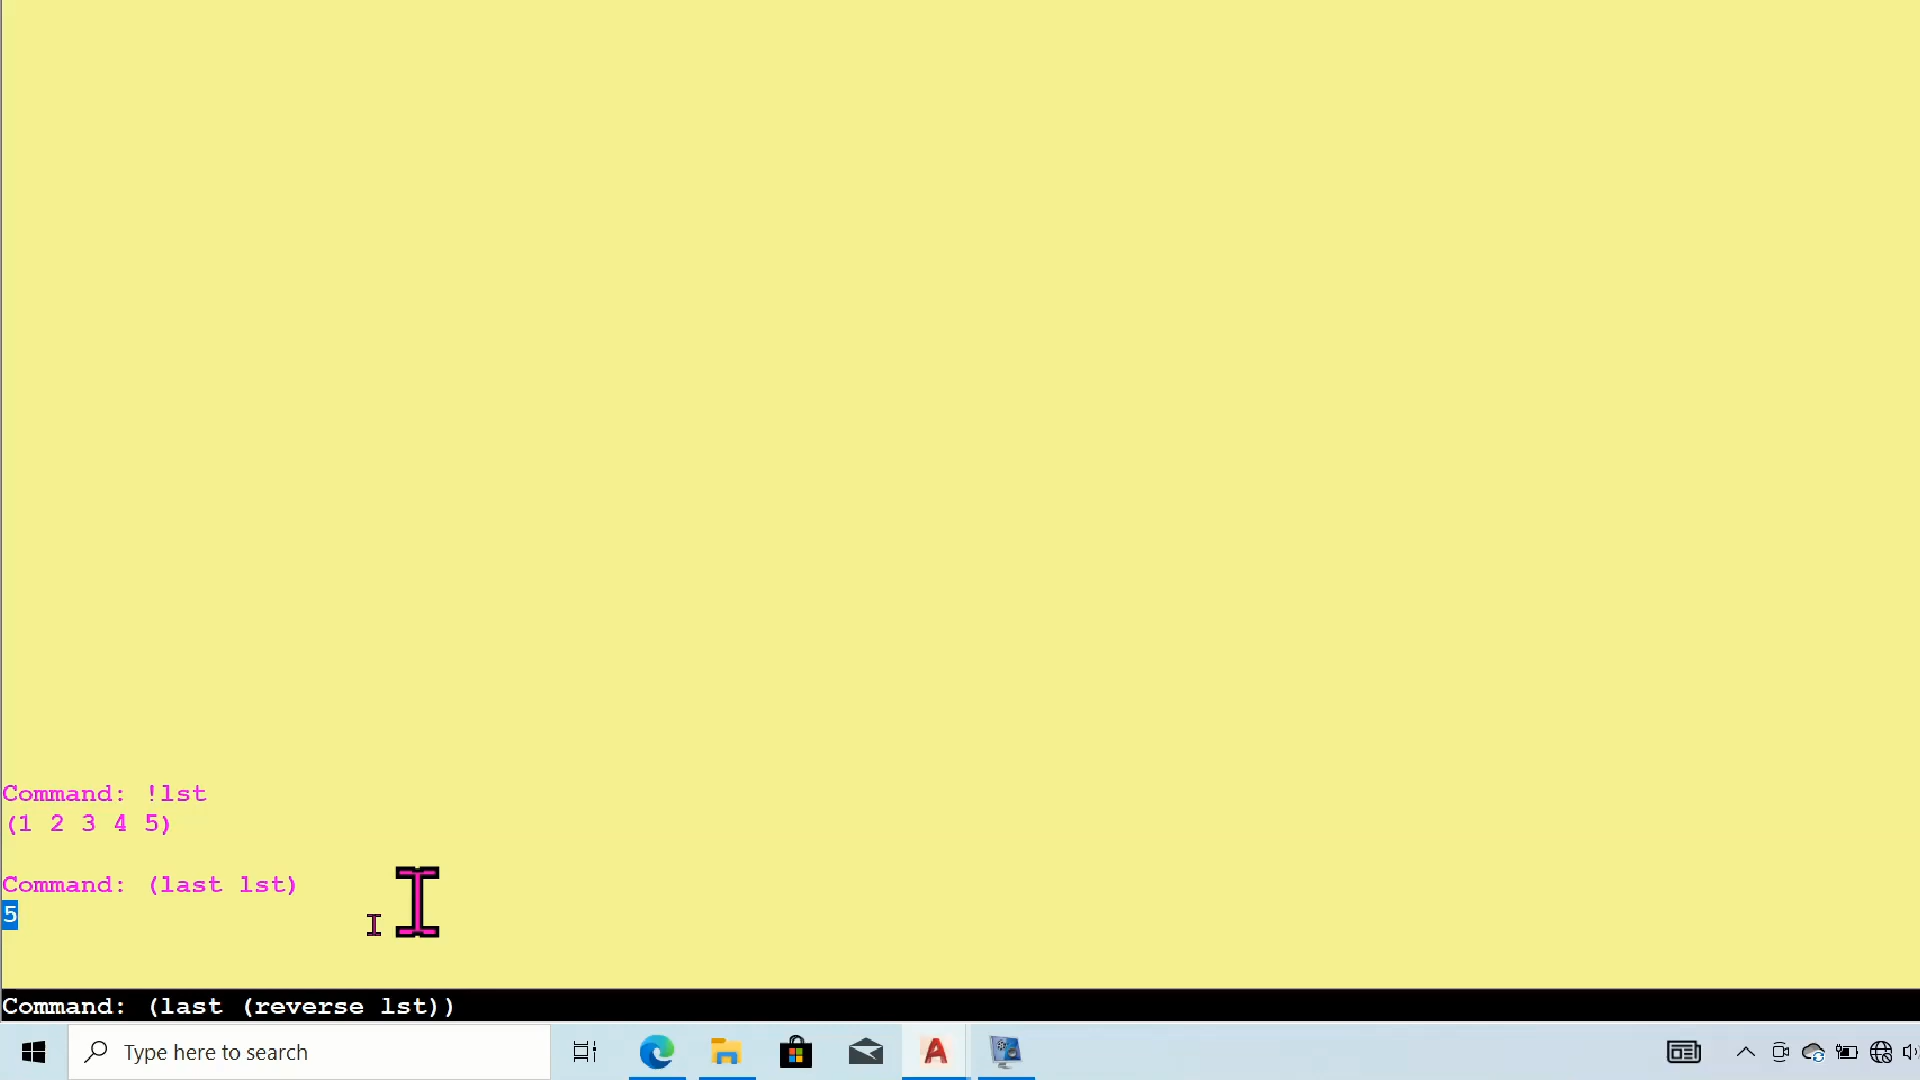 Command: !lst
(1 2 3 4 5)
Command: (last lst)
5
Command: (last (reverse lst))
Type here to search